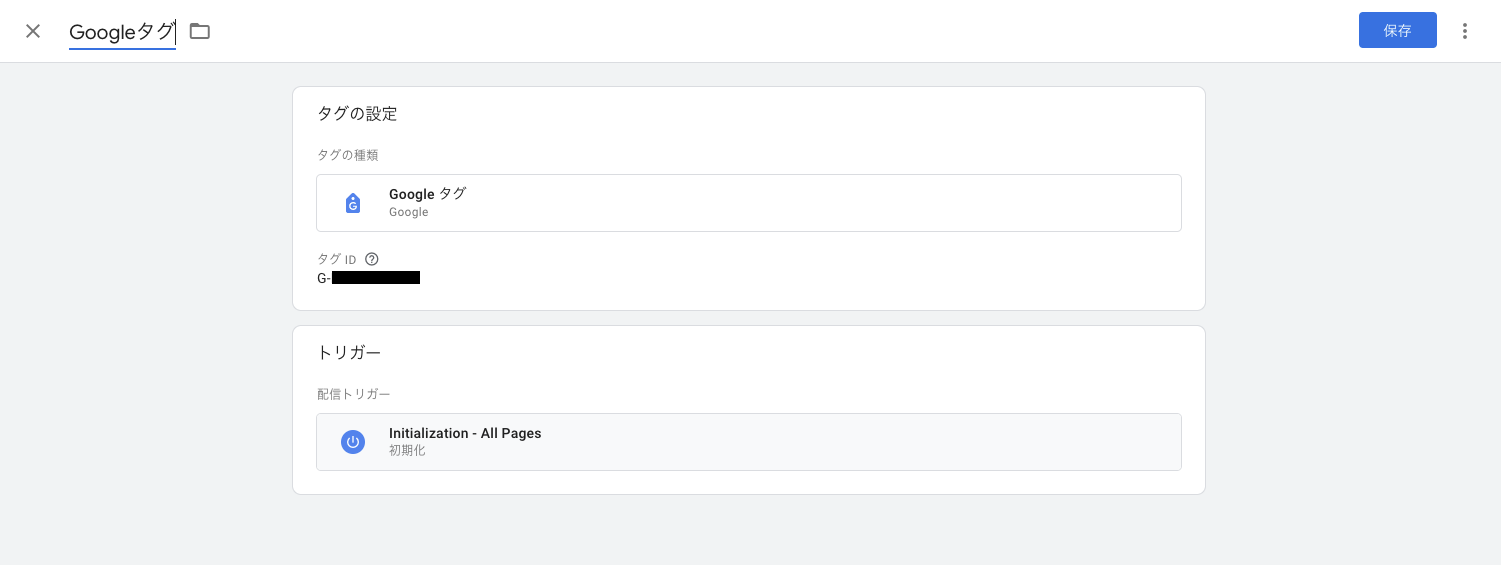 Googleタグ
保存
タグの設定
タグの種類
Google タグ
Google
タグ ID
G-
トリガー
配信トリガー
Initialization - All Pages
初期化